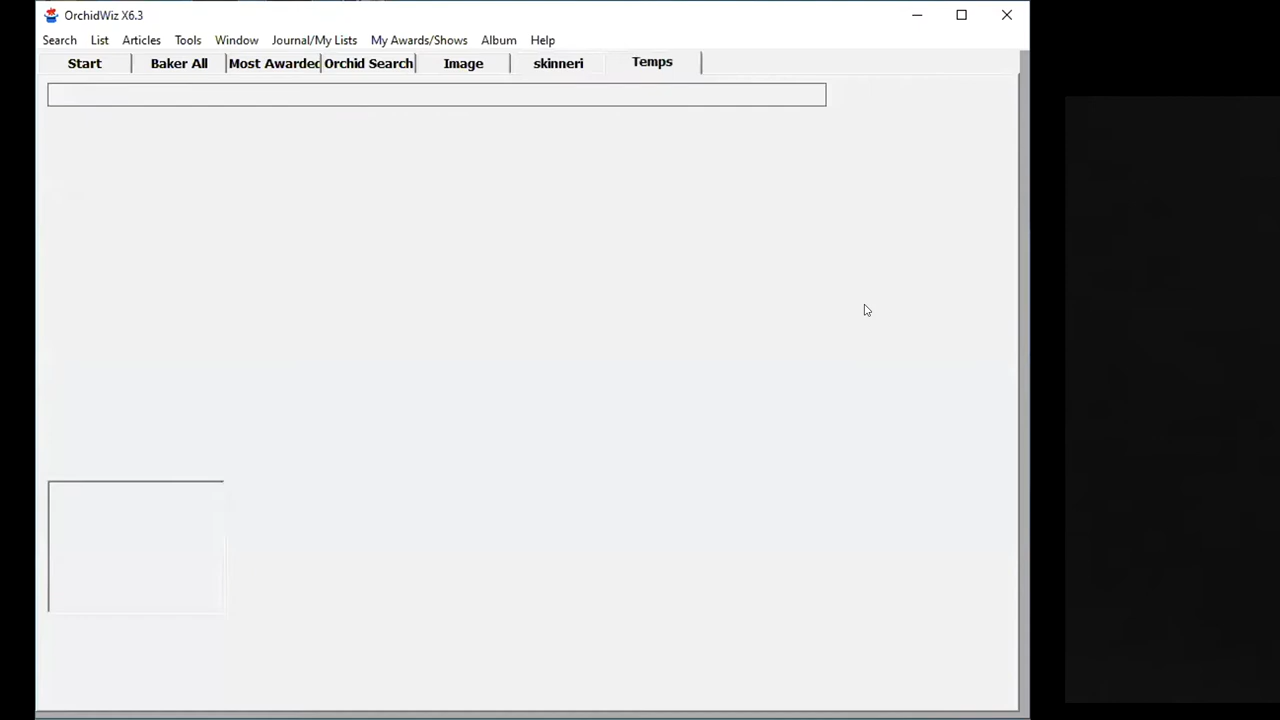 OrchidWiz X6.3
Search List Articles Tools Window Journal/My Lists My Awards/Shows Album Help
Start Baker All Most Awarded Orchid Search Image skinneri Temps